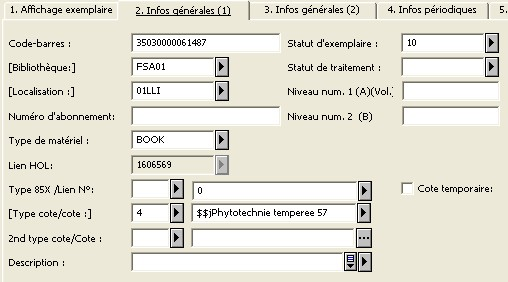 1. Affichage exemplaire 2. Infos générales (1) 3. Infos générales (2) 4. Infos périodiques 5.
Code-barres : 35030000061487 Statut d'exemplaire : 10
[Bibliothèque:] FSA01 Statut de traitement :
[Localisation :] 01LLI Niveau num. 1 (A)(Vol.)
Numéro d'abonnement: Niveau num. 2 (B)
Type de matériel : BOOK
Lien HOL: 1606569
Type 85X /Lien N°: 0 Cote temporaire:
[Type cote/cote :] 4 $$jPhytotechnie temperee 57
2nd type cote/Cote : ...
Description :